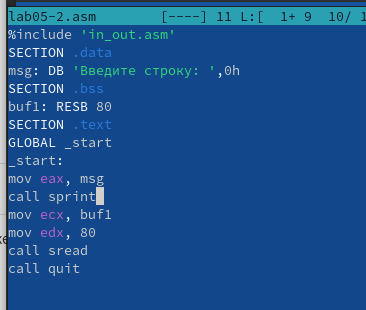 lab05-2.asm [----] 11 L:[ 1+ 9 10/ 1
%include 'in_out.asm'
SECTION .data
msg: DB 'Введите строку: ',0h
SECTION .bss
buf1: RESB 80
SECTION .text
GLOBAL _start
_start:
mov eax, msg
call sprint
mov ecx, buf1
mov edx, 80
call sread
call quit